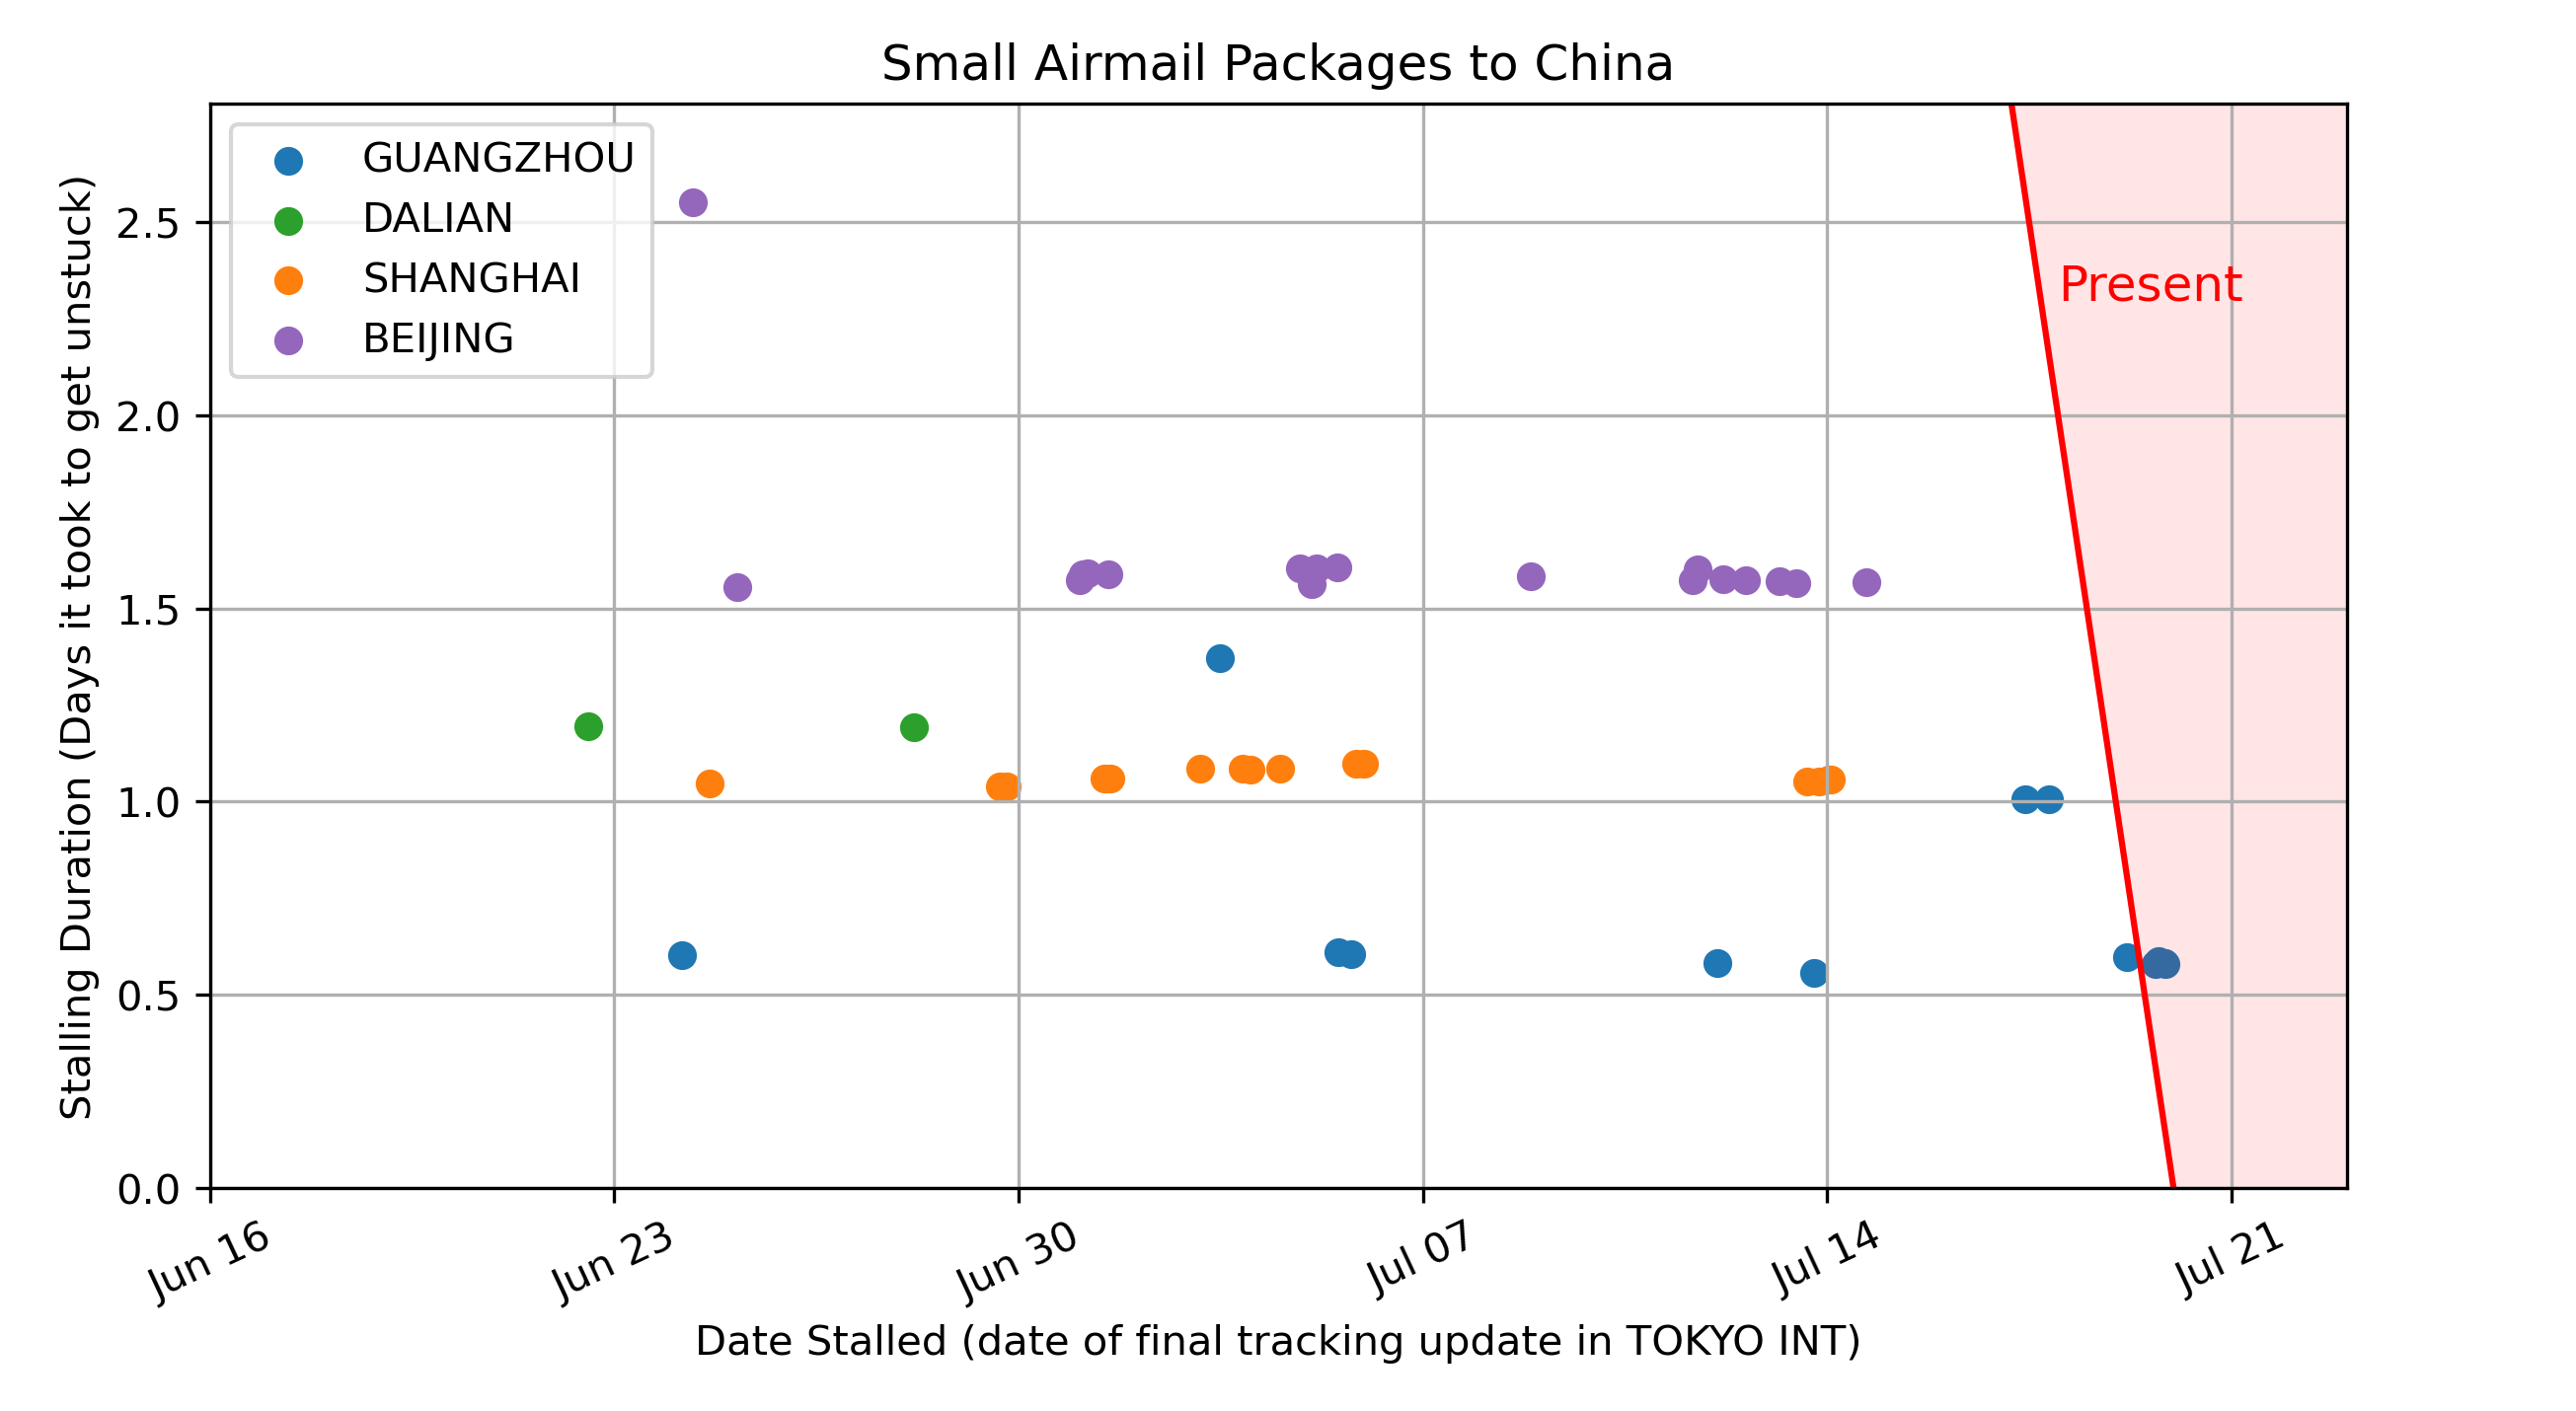 Small Airmail Packages to China
GUANGZHOU
DALIAN
SHANGHAI
BEIJING
Present
Stalling Duration (Days it took to get unstuck)
2.5
2.0
1.5
1.0
0.5
0.0
Jun 16
Jun 23
Jun 30
Jul 07
Jul 14
Jul 21
Date Stalled (date of final tracking update in TOKYO INT)